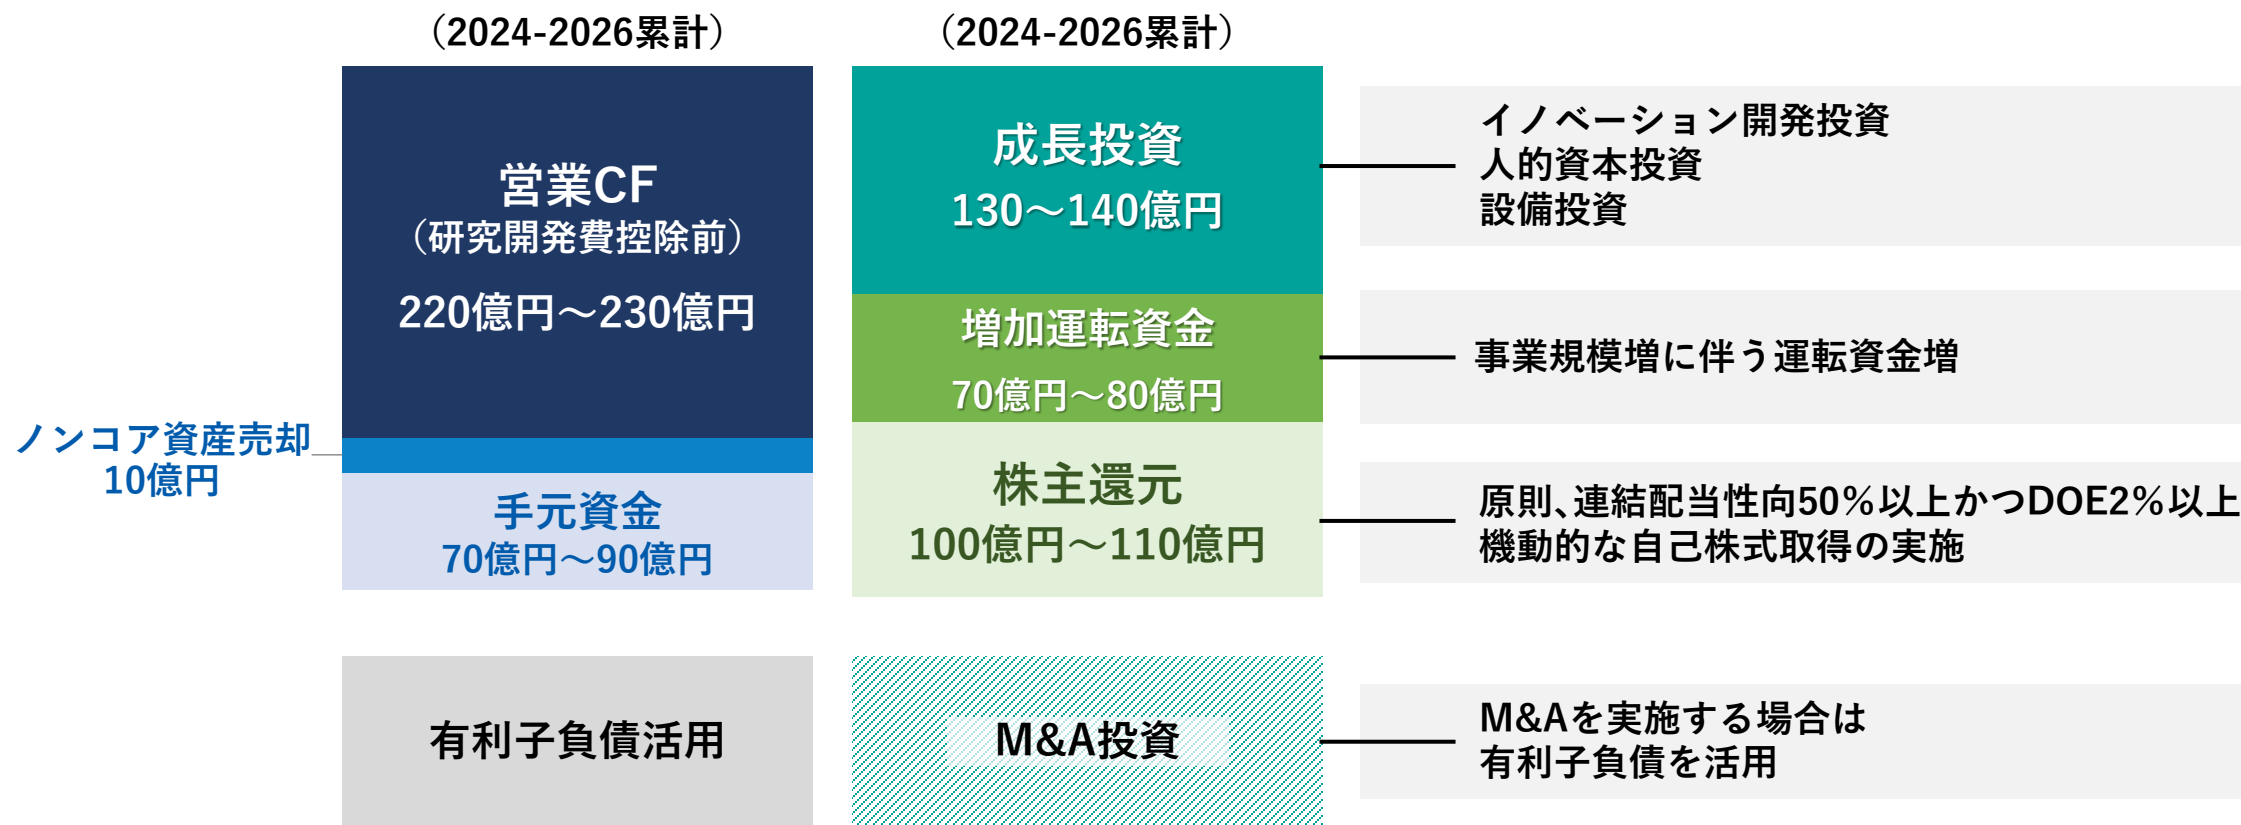 （2024-2026累計）
（2024-2026累計）
営業CF
（研究開発費控除前）
220億円～230億円
ノンコア資産売却
10億円
手元資金
70億円～90億円
有利子負債活用
成長投資
130～140億円
増加運転資金
70億円～80億円
株主還元
100億円～110億円
M&A投資
イノベーション開発投資
人的資本投資
設備投資
事業規模増に伴う運転資金増
原則、連結配当性向50％以上かつDOE2％以上
機動的な自己株式取得の実施
M&Aを実施する場合は
有利子負債を活用